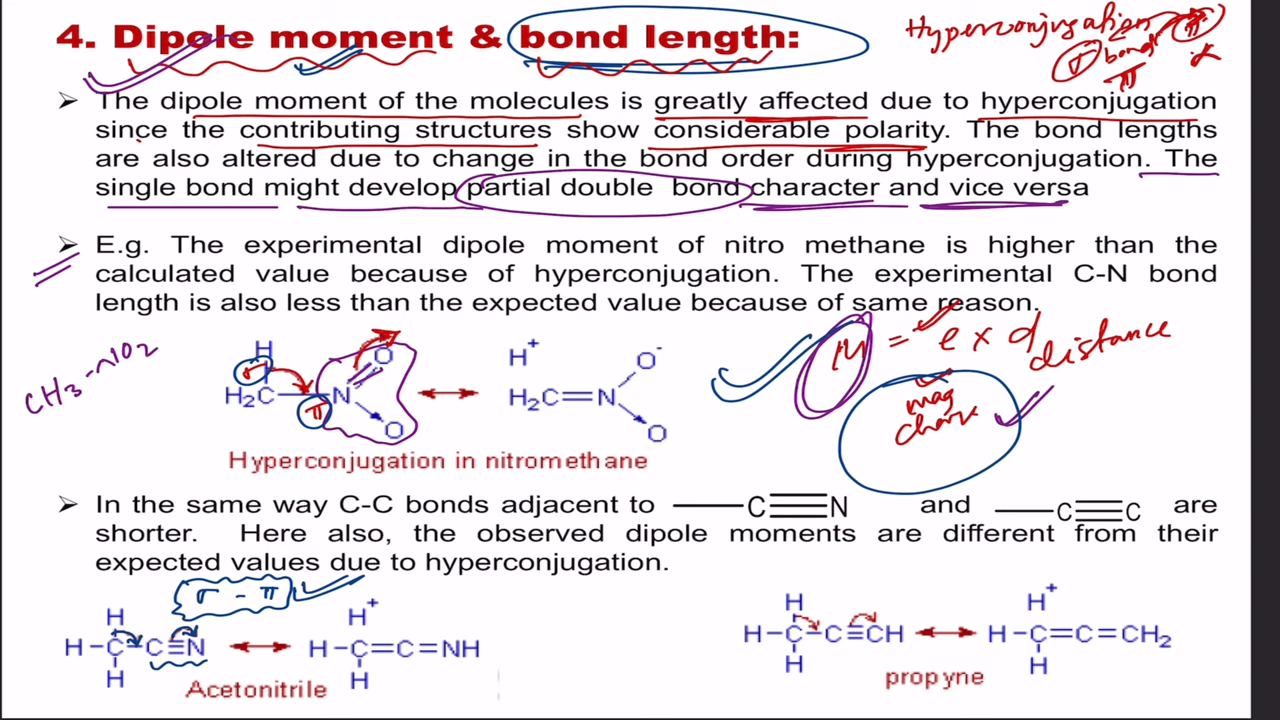 4. Dipole moment & bond length:
Hyperconjugation
σ bond π
π
➤ The dipole moment of the molecules is greatly affected due to hyperconjugation
since the contributing structures show considerable polarity. The bond lengths
are also altered due to change in the bond order during hyperconjugation. The
single bond might develop partial double bond character and vice versa
➤ E.g. The experimental dipole moment of nitro methane is higher than the
calculated value because of hyperconjugation. The experimental C-N bond
length is also less than the expected value because of same reason.
CH3-NO2
H
σ
H₂C N O
π
O
H⁺
H₂C=N O⁻
O
μ = e x d distance
mag
charge
Hyperconjugation in nitromethane
➤ In the same way C-C bonds adjacent to —C≡N and —C≡C are
shorter. Here also, the observed dipole moments are different from their
expected values due to hyperconjugation.
σ - π
H
H-C-C≡N
H
Acetonitrile
H⁺
H-C=C=NH
H
H
H-C-C≡CH
H
propyne
H⁺
H-C=C=CH₂
H